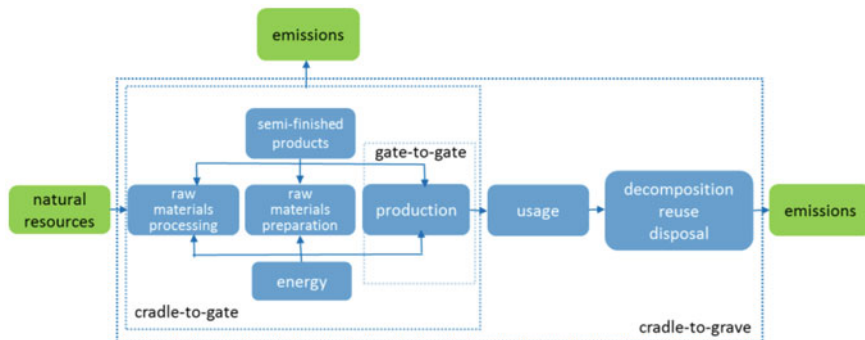 emissions
semi-finished
products
gate-to-gate
natural
resources
raw
materials
processing
raw
materials
preparation
production
usage
decomposition
reuse
disposal
emissions
energy
cradle-to-gate
cradle-to-grave